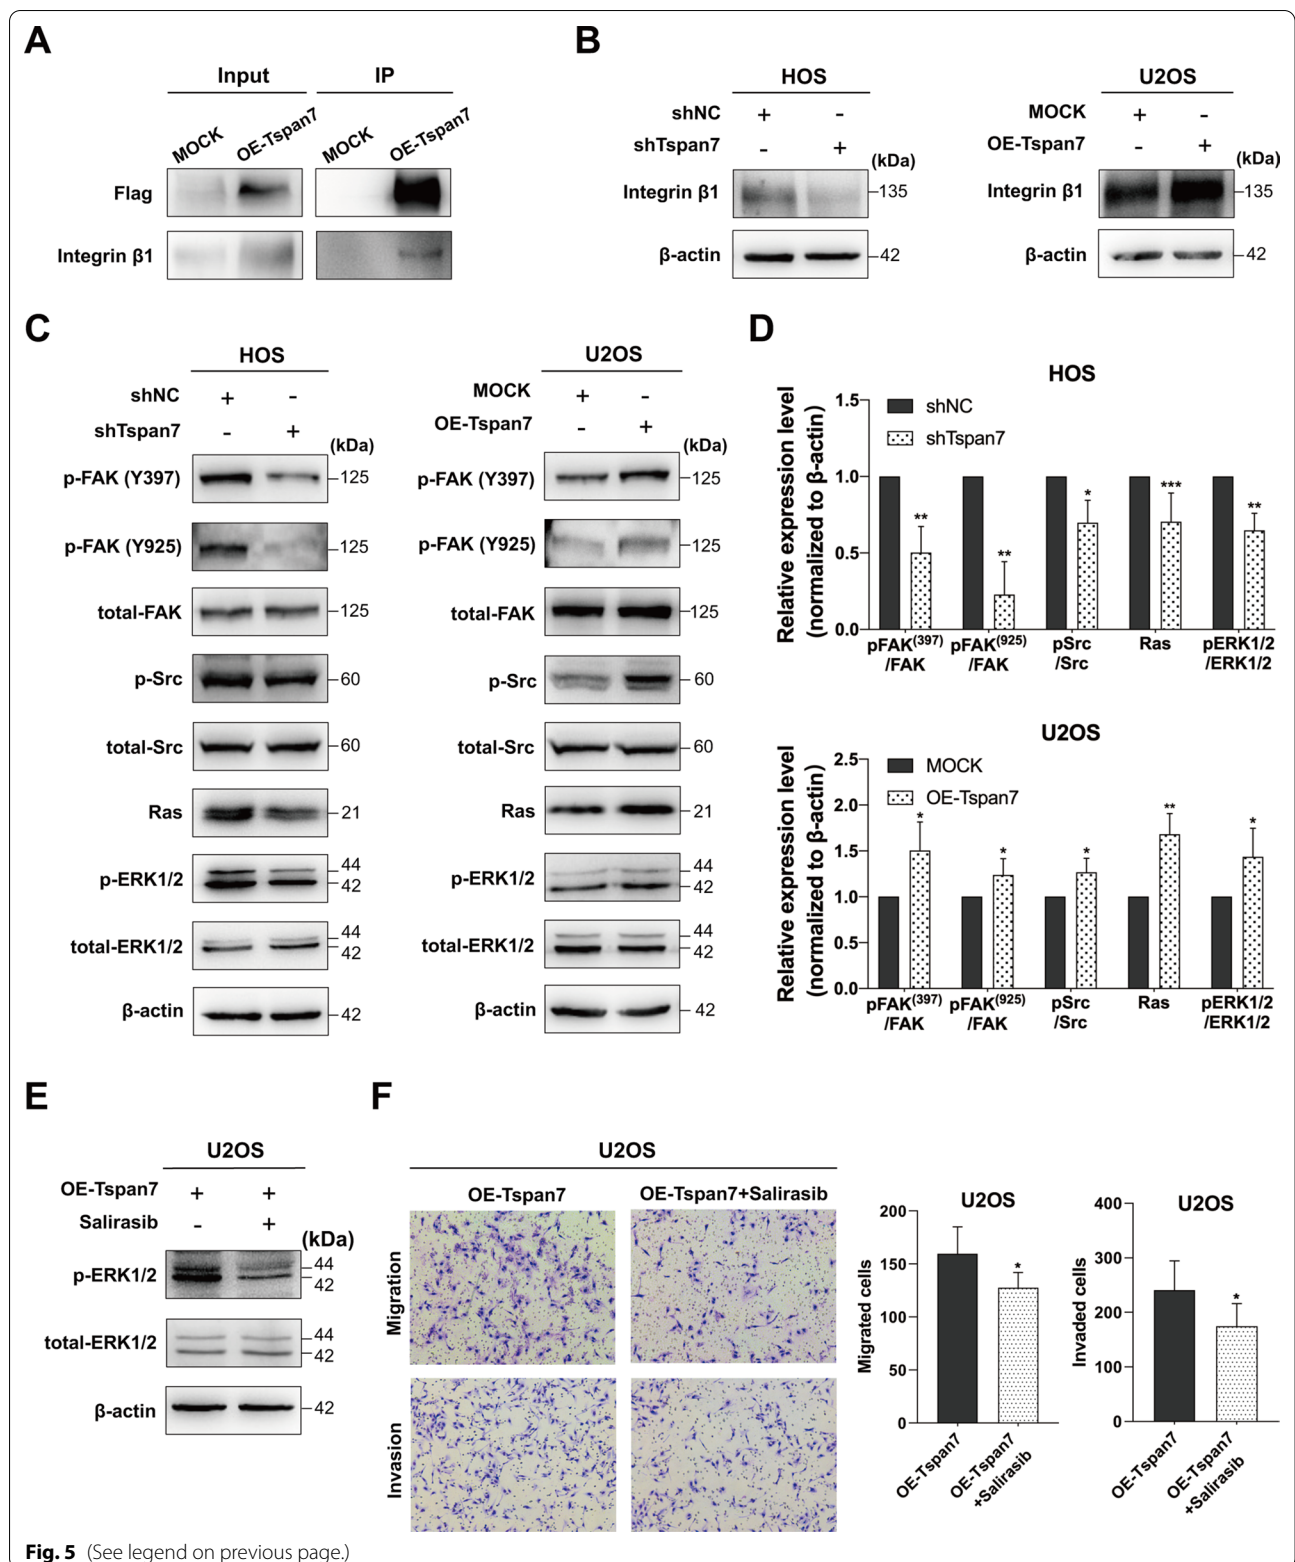 A
Input IP
MOCK OE-Tspan7 MOCK OE-Tspan7
Flag
Integrin β1
B
HOS
shNC + -
shTspan7 - +
(kDa)
Integrin β1 135
β-actin 42
U2OS
MOCK + -
OE-Tspan7 - +
(kDa)
Integrin β1 135
β-actin 42
C
HOS
shNC + -
shTspan7 - +
(kDa)
p-FAK (Y397) 125
p-FAK (Y925) 125
total-FAK 125
p-Src 60
total-Src 60
Ras 21
p-ERK1/2 44
42
total-ERK1/2 44
42
β-actin 42
U2OS
MOCK + -
OE-Tspan7 - +
(kDa)
p-FAK (Y397) 125
p-FAK (Y925) 125
total-FAK 125
p-Src 60
total-Src 60
Ras 21
p-ERK1/2 44
42
total-ERK1/2 44
42
β-actin 42
D
HOS
Relative expression level
(normalized to β-actin)
1.5
1.0
0.5
0.0
shNC
shTspan7
** ** * *** **
pFAK(397) pFAK(925) pSrc Ras pERK1/2
/FAK /FAK /Src /ERK1/2
U2OS
Relative expression level
(normalized to β-actin)
2.5
2.0
1.5
1.0
0.5
0.0
MOCK
OE-Tspan7
* * * ** *
pFAK(397) pFAK(925) pSrc Ras pERK1/2
/FAK /FAK /Src /ERK1/2
E
U2OS
OE-Tspan7 + +
Salirasib - +
(kDa)
p-ERK1/2 44
42
total-ERK1/2 44
42
β-actin 42
F
U2OS
OE-Tspan7 OE-Tspan7+Salirasib
Migration
Invasion
U2OS
Migrated cells
200
150
100
50
0
*
OE-Tspan7
OE-Tspan7
+Salirasib
U2OS
Invaded cells
400
300
200
100
0
*
OE-Tspan7
OE-Tspan7
+Salirasib
Fig. 5 (See legend on previous page.)